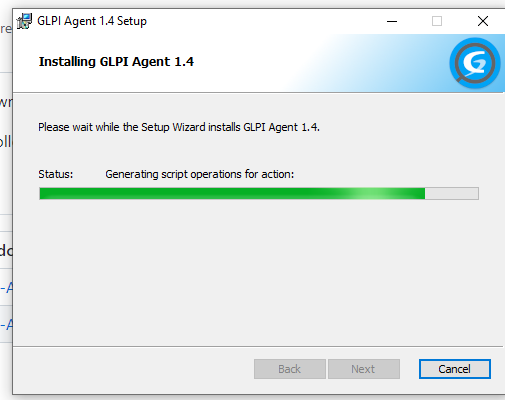 GLPI Agent 1.4 Setup
Installing GLPI Agent 1.4
Please wait while the Setup Wizard installs GLPI Agent 1.4.
Status: Generating script operations for action:
Back Next Cancel